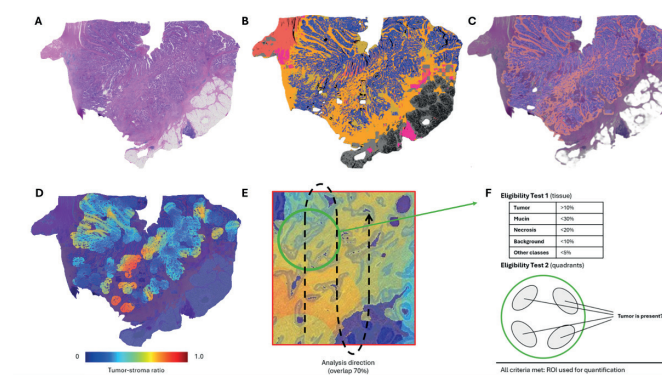 A
B
C
D
E
F
Eligibility Test 1 (tissue)
Tumor >10%
Mucin <30%
Necrosis <20%
Background <10%
Other classes <5%
Eligibility Test 2 (quadrants)
Tumor is present?
0
1.0
Tumor-stroma ratio
Analysis direction
(overlap 70%)
All criteria met: ROI used for quantification